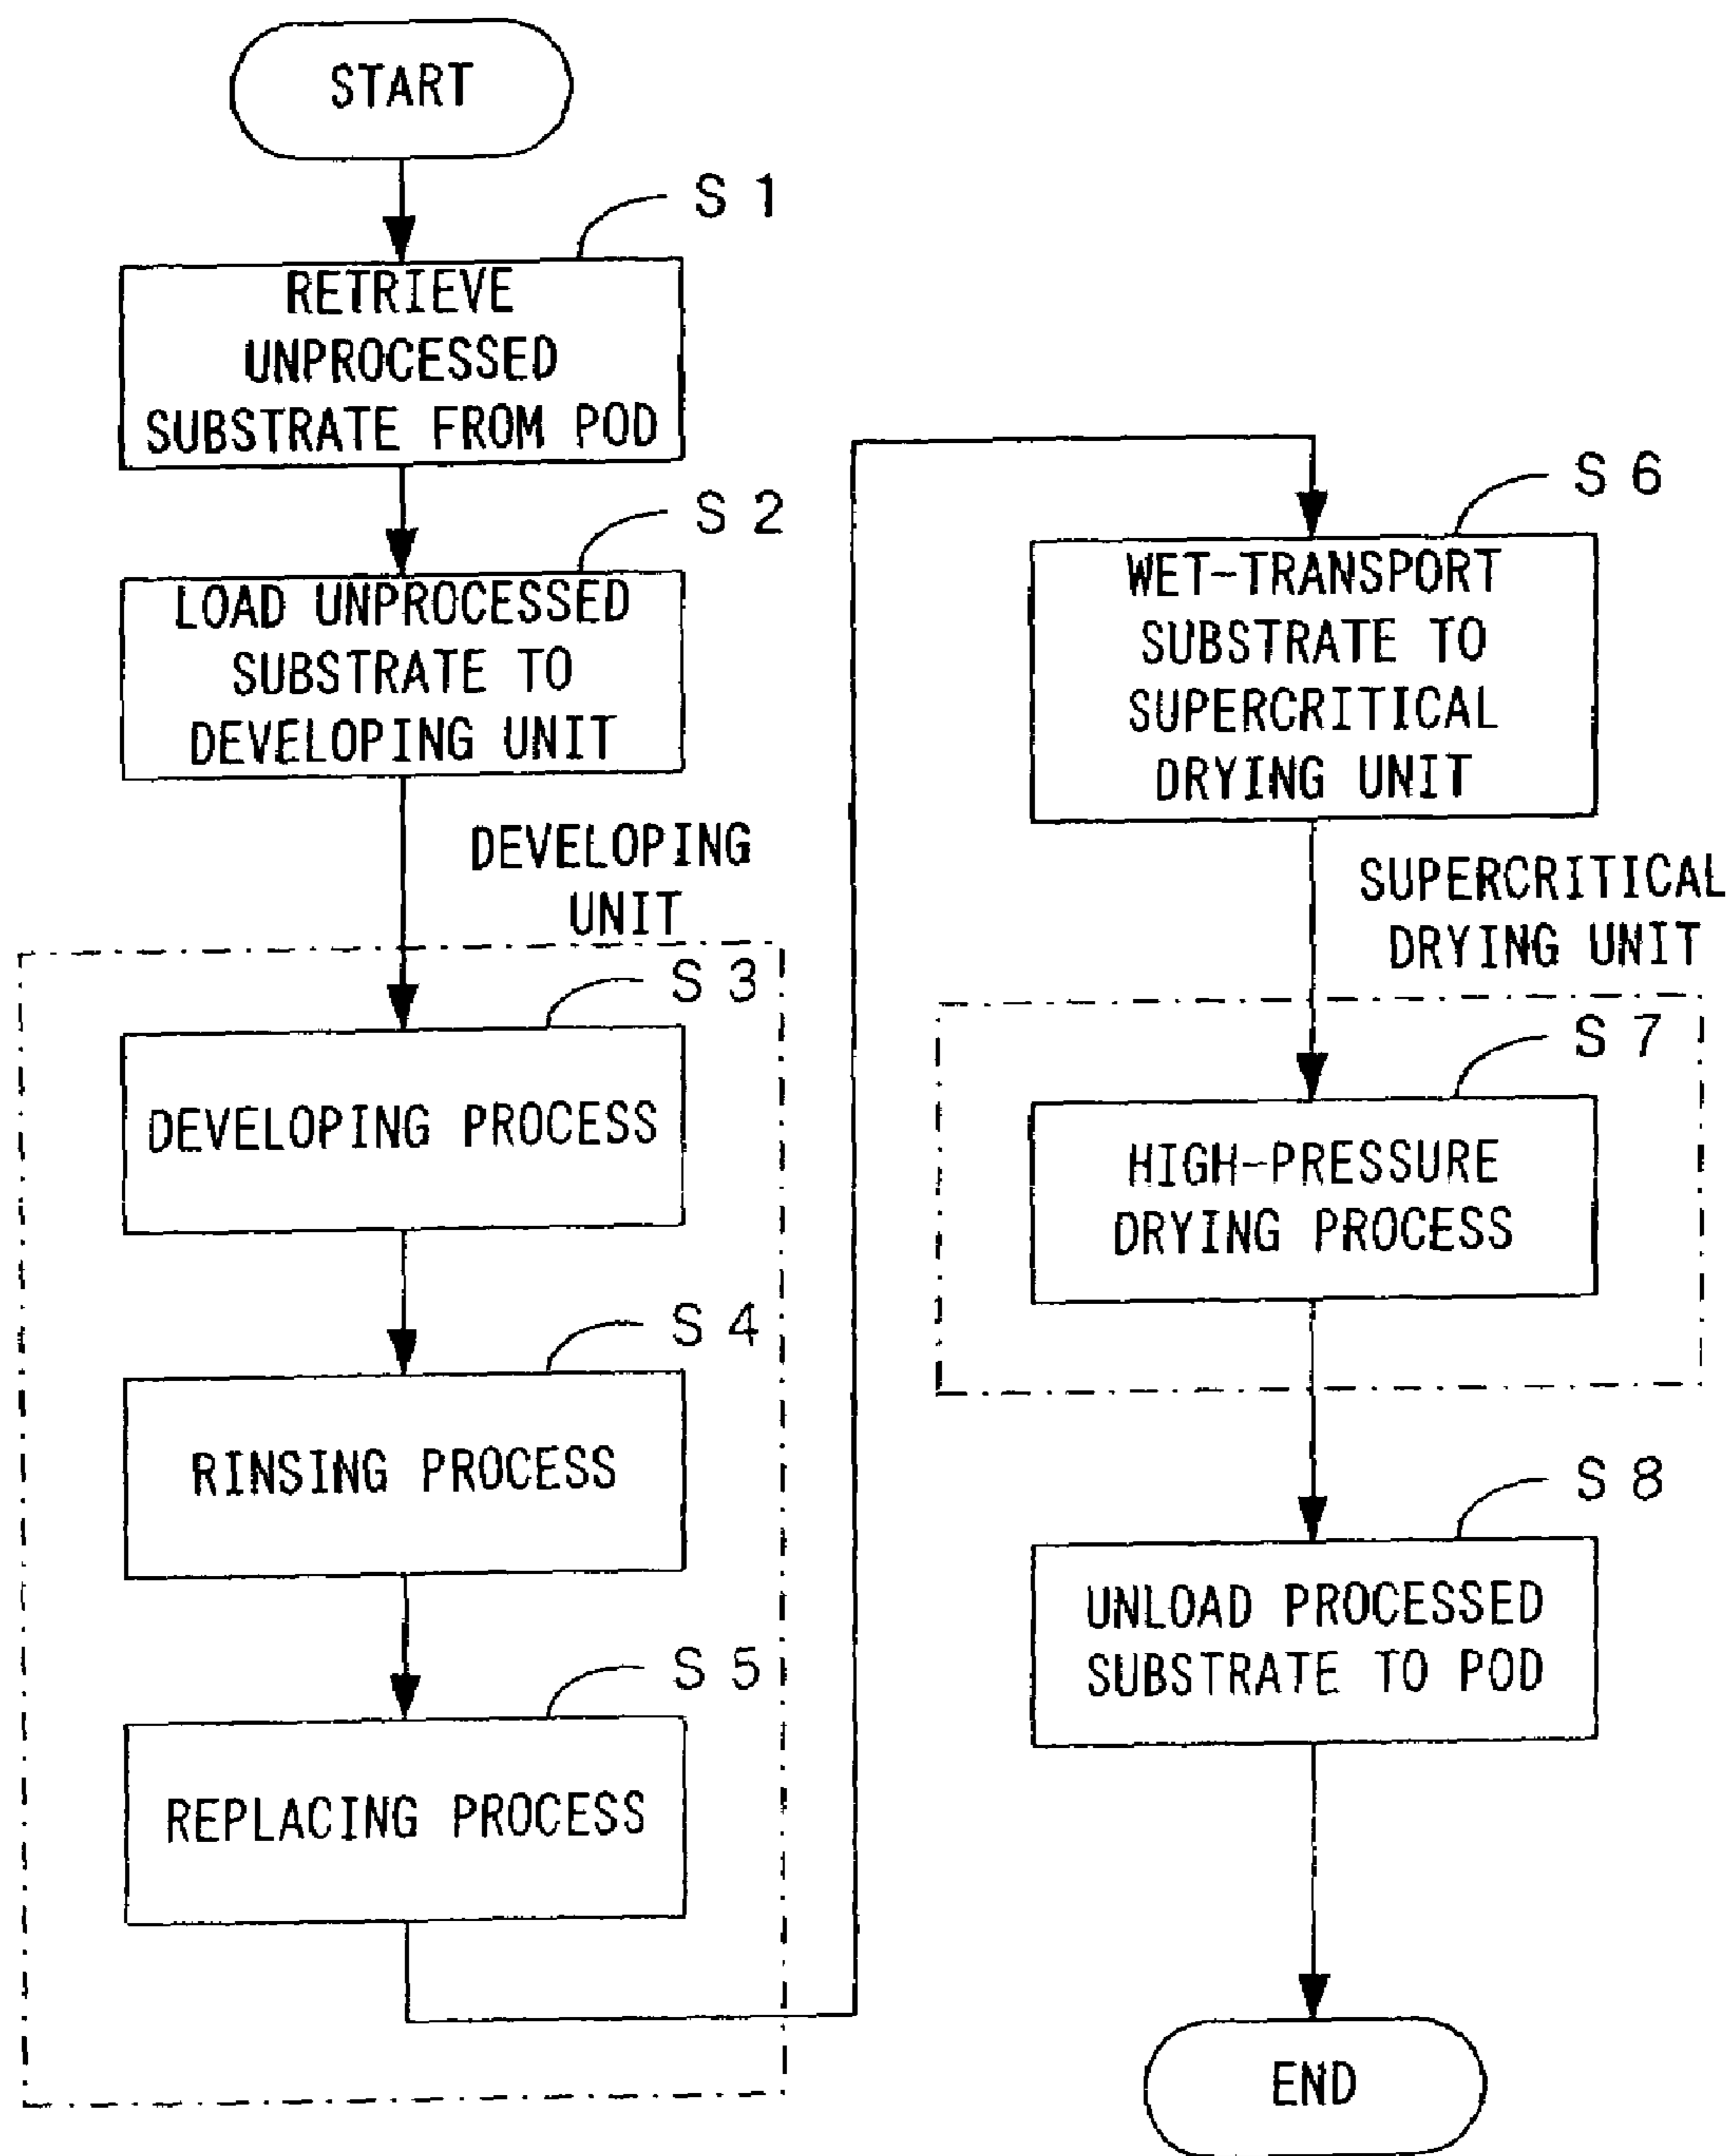 START
S 1
RETRIEVE
UNPROCESSED
SUBSTRATE FROM POD
S 2
LOAD UNPROCESSED
SUBSTRATE TO
DEVELOPING UNIT
DEVELOPING
UNIT
S 3
DEVELOPING PROCESS
S 4
RINSING PROCESS
S 5
REPLACING PROCESS
S 6
WET-TRANSPORT
SUBSTRATE TO
SUPERCRITICAL
DRYING UNIT
SUPERCRITICAL
DRYING UNIT
S 7
HIGH-PRESSURE
DRYING PROCESS
S 8
UNLOAD PROCESSED
SUBSTRATE TO POD
END